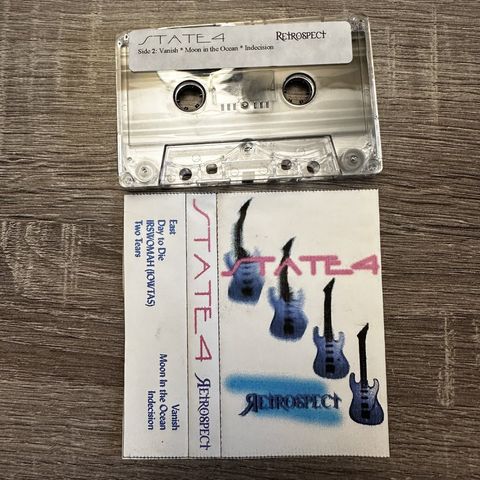 STATE 4 RETROSPECT
Side 2: Vanish * Moon in the Ocean * Indecision
East
Day to Die
IRSWOMAH (IOWTAS)
Two Tears
Vanish
Moon In the Ocean
Indecision
STATE 4 RETROSPECT
STATE 4
RETROSPECT